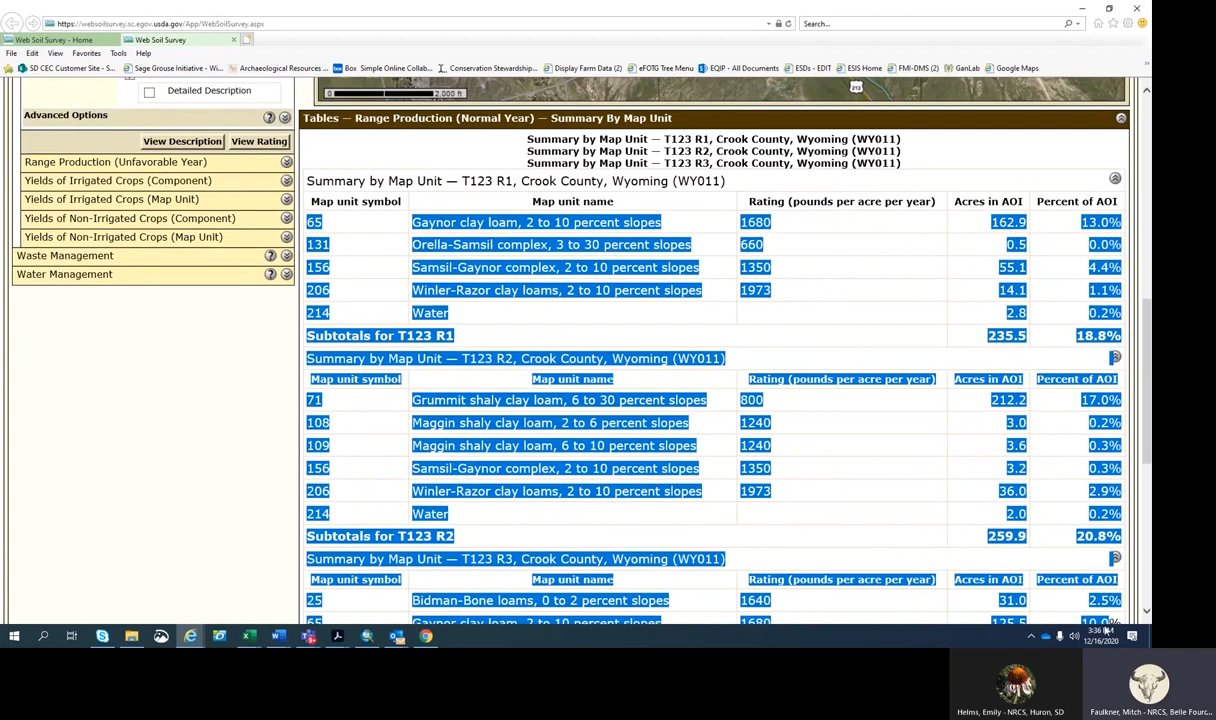 https://websoilsurvey.sc.egov.usda.gov/App/WebSoilSurvey.aspx
Search...
Web Soil Survey - Home
Web Soil Survey
File Edit View Favorites Tools Help
SD CEC Customer Site - S... Sage Grouse Initiative - Wi... Archaeological Resources ... box Box Simple Online Collab... Conservation Stewardship... Display Farm Data (2) eFOTG Tree Menu EQIP - All Documents ESDs - EDIT ESIS Home FMI-DMS (2) GanLab Google Maps
Detailed Description
Advanced Options
View Description View Rating
Range Production (Unfavorable Year)
Yields of Irrigated Crops (Component)
Yields of Irrigated Crops (Map Unit)
Yields of Non-Irrigated Crops (Component)
Yields of Non-Irrigated Crops (Map Unit)
Waste Management
Water Management
0 2,000 ft
212
Tables — Range Production (Normal Year) — Summary By Map Unit
Summary by Map Unit — T123 R1, Crook County, Wyoming (WY011)
Summary by Map Unit — T123 R2, Crook County, Wyoming (WY011)
Summary by Map Unit — T123 R3, Crook County, Wyoming (WY011)
Summary by Map Unit — T123 R1, Crook County, Wyoming (WY011)
Map unit symbol Map unit name Rating (pounds per acre per year) Acres in AOI Percent of AOI
65 Gaynor clay loam, 2 to 10 percent slopes 1680 162.9 13.0%
131 Orella-Samsil complex, 3 to 30 percent slopes 660 0.5 0.0%
156 Samsil-Gaynor complex, 2 to 10 percent slopes 1350 55.1 4.4%
206 Winler-Razor clay loams, 2 to 10 percent slopes 1973 14.1 1.1%
214 Water 2.8 0.2%
Subtotals for T123 R1 235.5 18.8%
Summary by Map Unit — T123 R2, Crook County, Wyoming (WY011)
Map unit symbol Map unit name Rating (pounds per acre per year) Acres in AOI Percent of AOI
71 Grummit shaly clay loam, 6 to 30 percent slopes 800 212.2 17.0%
108 Maggin shaly clay loam, 2 to 6 percent slopes 1240 3.0 0.2%
109 Maggin shaly clay loam, 6 to 10 percent slopes 1240 3.6 0.3%
156 Samsil-Gaynor complex, 2 to 10 percent slopes 1350 3.2 0.3%
206 Winler-Razor clay loams, 2 to 10 percent slopes 1973 36.0 2.9%
214 Water 2.0 0.2%
Subtotals for T123 R2 259.9 20.8%
Summary by Map Unit — T123 R3, Crook County, Wyoming (WY011)
Map unit symbol Map unit name Rating (pounds per acre per year) Acres in AOI Percent of AOI
25 Bidman-Bone loams, 0 to 2 percent slopes 1640 31.0 2.5%
65 Gaynor clay loam, 2 to 10 percent slopes 1680 125.5 10.0%
3:36 PM
12/16/2020
Helms, Emily - NRCS, Huron, SD
Faulkner, Mitch - NRCS, Belle Fourc...